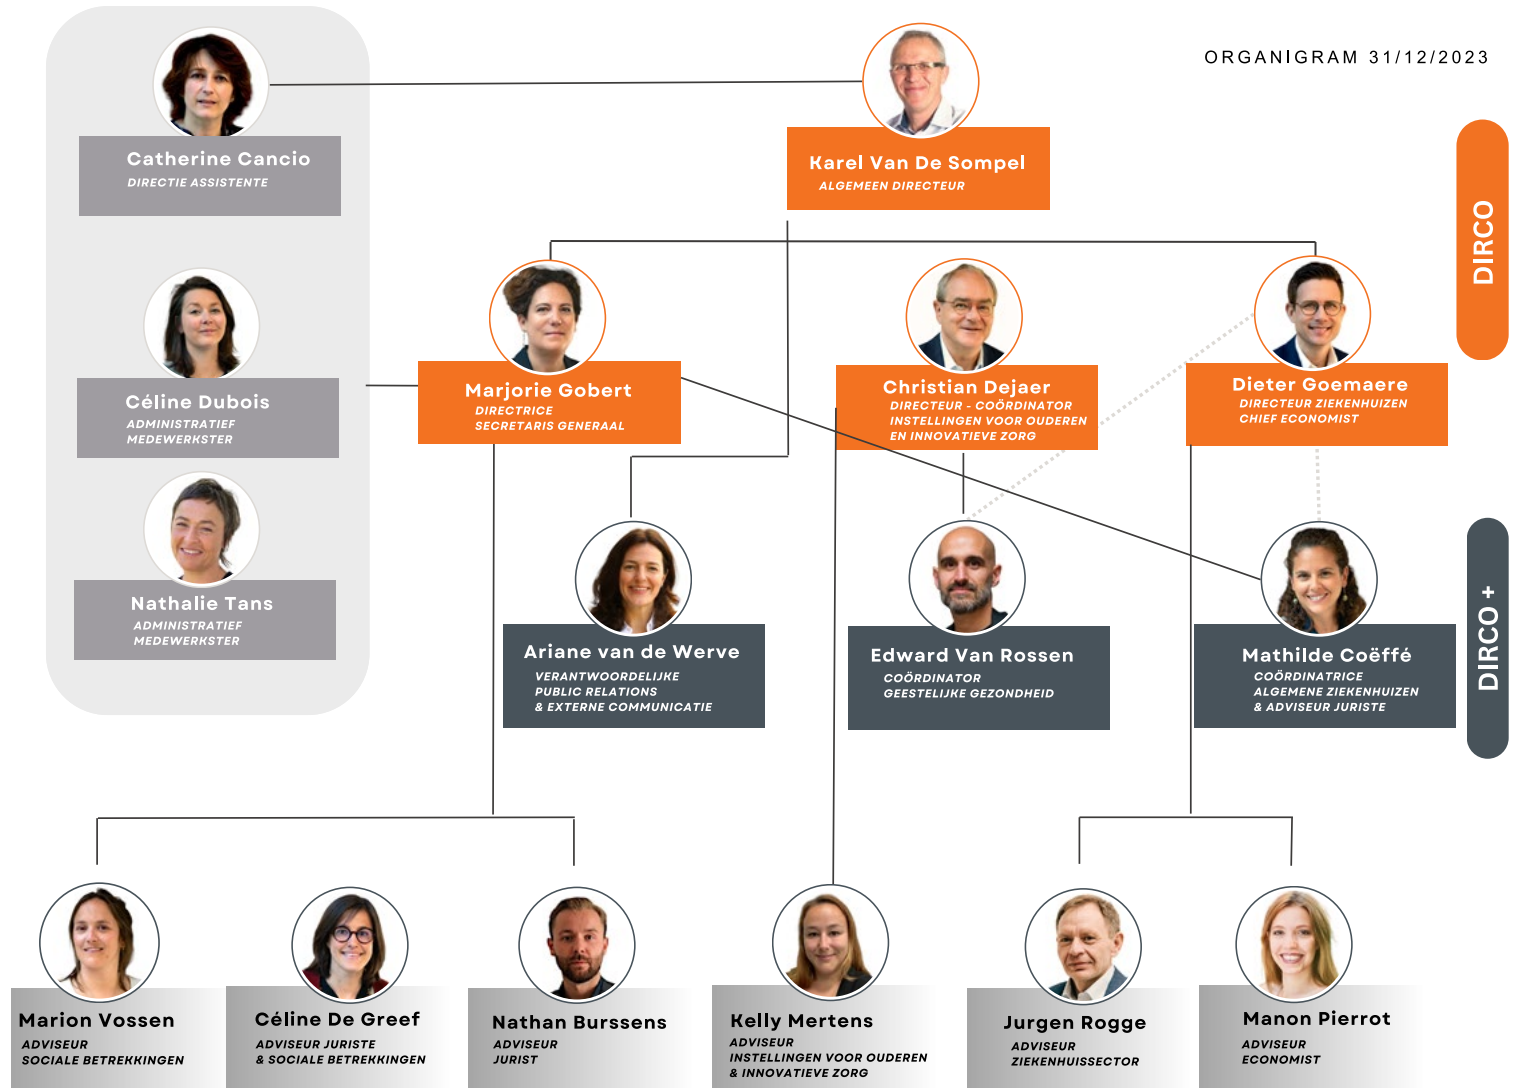 ORGANIGRAM 31/12/2023
Catherine Cancio
DIRECTIE ASSISTENTE
Karel Van De Sompel
ALGEMEEN DIRECTEUR
DIRCO
Céline Dubois
ADMINISTRATIEF
MEDEWERKSTER
Marjorie Gobert
DIRECTRICE
SECRETARIS GENERAAL
Christian Dejaer
DIRECTEUR - COÖRDINATOR
INSTELLINGEN VOOR OUDEREN
EN INNOVATIEVE ZORG
Dieter Goemaere
DIRECTEUR ZIEKENHUIZEN
CHIEF ECONOMIST
Nathalie Tans
ADMINISTRATIEF
MEDEWERKSTER
Ariane van de Werve
VERANTWOORDELIJKE
PUBLIC RELATIONS
& EXTERNE COMMUNICATIE
Edward Van Rossen
COÖRDINATOR
GEESTELIJKE GEZONDHEID
Mathilde Coëffé
COÖRDINATRICE
ALGEMENE ZIEKENHUIZEN
& ADVISEUR JURISTE
DIRCO +
Marion Vossen
ADVISEUR
SOCIALE BETREKKINGEN
Céline De Greef
ADVISEUR JURISTE
& SOCIALE BETREKKINGEN
Nathan Burssens
ADVISEUR
JURIST
Kelly Mertens
ADVISEUR
INSTELLINGEN VOOR OUDEREN
& INNOVATIEVE ZORG
Jurgen Rogge
ADVISEUR
ZIEKENHUISSECTOR
Manon Pierrot
ADVISEUR
ECONOMIST